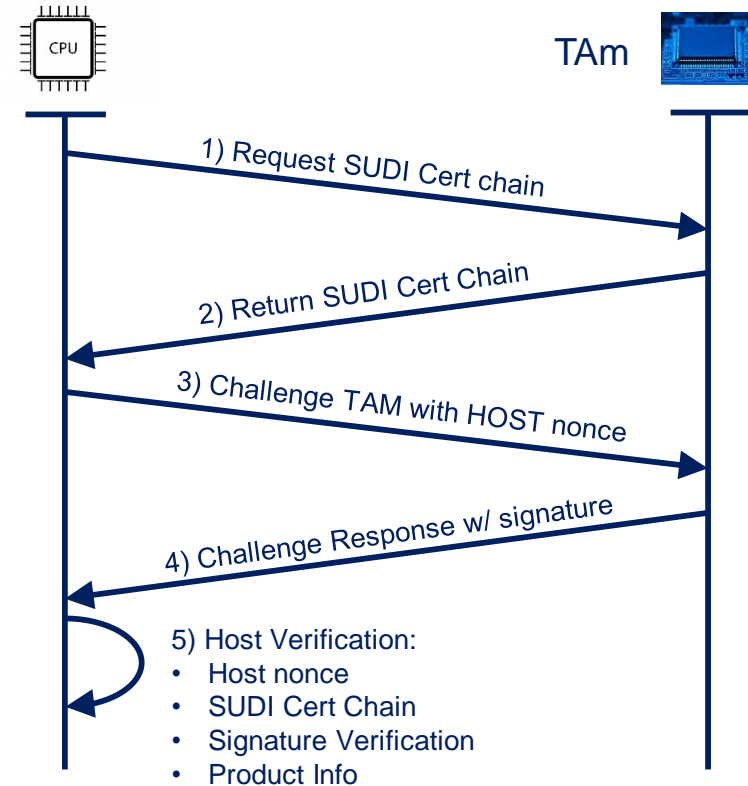 CPU
TAm
1) Request SUDI Cert chain
2) Return SUDI Cert Chain
3) Challenge TAM with HOST nonce
4) Challenge Response w/ signature
5) Host Verification:
• Host nonce
• SUDI Cert Chain
• Signature Verification
• Product Info